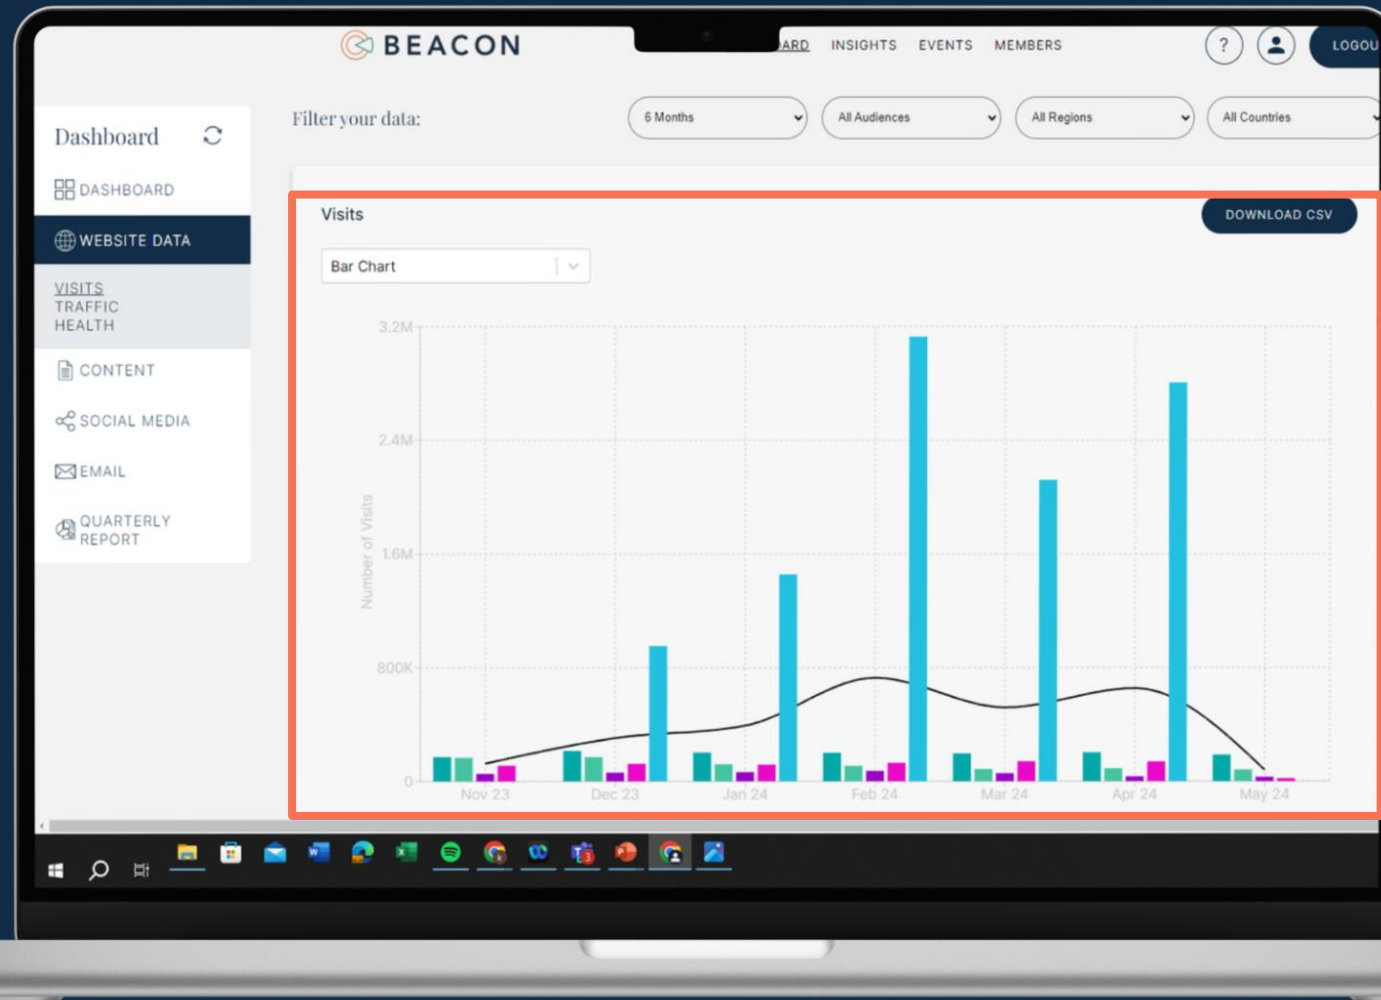 BEACON
ARD INSIGHTS EVENTS MEMBERS
?
LOGOU
Dashboard
Filter your data:
6 Months
All Audiences
All Regions
All Countries
DASHBOARD
WEBSITE DATA
VISITS
TRAFFIC
HEALTH
CONTENT
SOCIAL MEDIA
EMAIL
QUARTERLY
REPORT
Visits
DOWNLOAD CSV
Bar Chart
3.2M
2.4M
1.6M
800K
0
Number of Visits
Nov 23 Dec 23 Jan 24 Feb 24 Mar 24 Apr 24 May 24
3